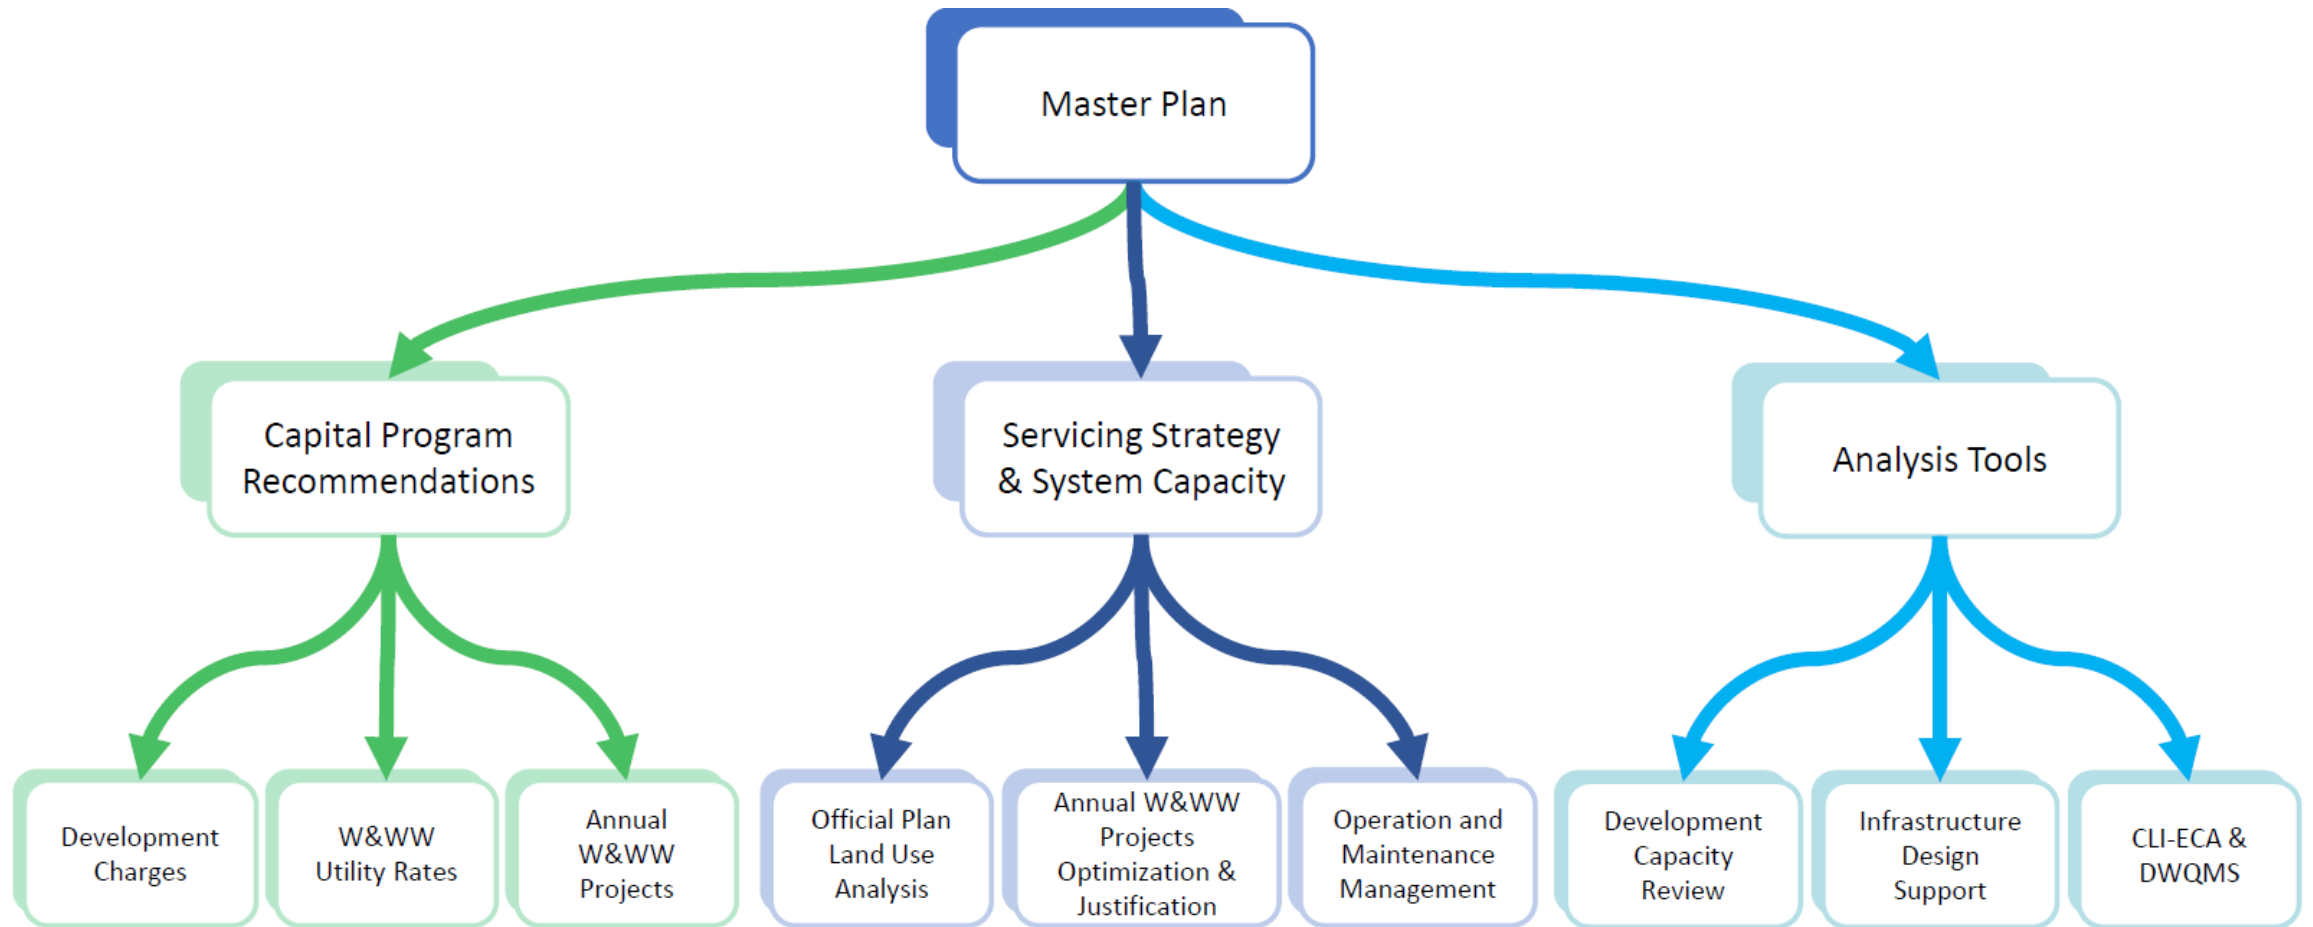 Master Plan
Capital Program
Recommendations
Servicing Strategy
& System Capacity
Analysis Tools
Development
Charges
W&WW
Utility Rates
Annual
W&WW
Projects
Official Plan
Land Use
Analysis
Annual W&WW
Projects
Optimization &
Justification
Operation and
Maintenance
Management
Development
Capacity
Review
Infrastructure
Design
Support
CLI-ECA &
DWQMS